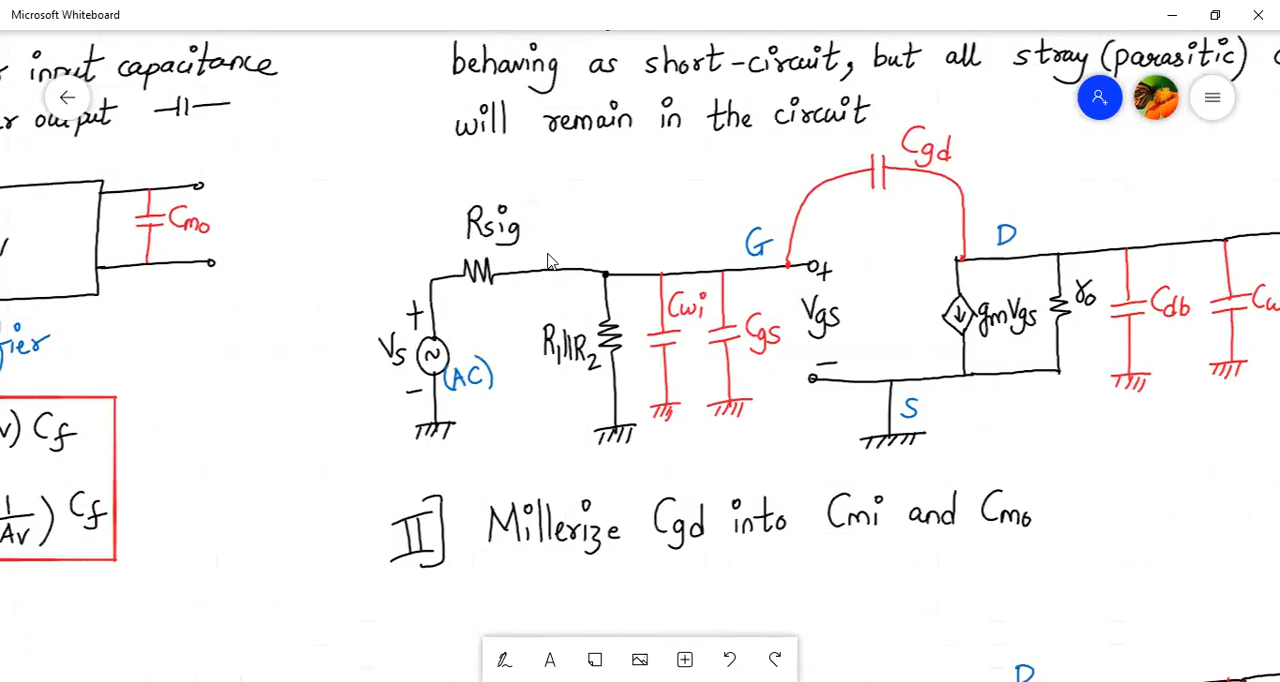 Microsoft Whiteboard
input capacitance
output
behaving as short-circuit, but all stray (parasitic)
will remain in the circuit
Cmo
Rsig
G
Cgd
D
+
Vs
(AC)
-
R1||R2
Cwi
Cgs
+
Vgs
-
S
gmVgs
ro
Cdb
) Cf
1
Av
) Cf
II] Millerize Cgd into Cmi and Cmo
A
D